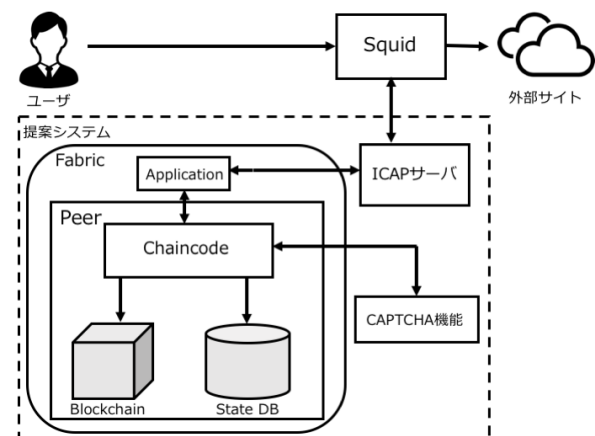 Squid
ユーザ
外部サイト
提案システム
Fabric
Application
ICAPサーバ
Peer
Chaincode
CAPTCHA機能
Blockchain
State DB